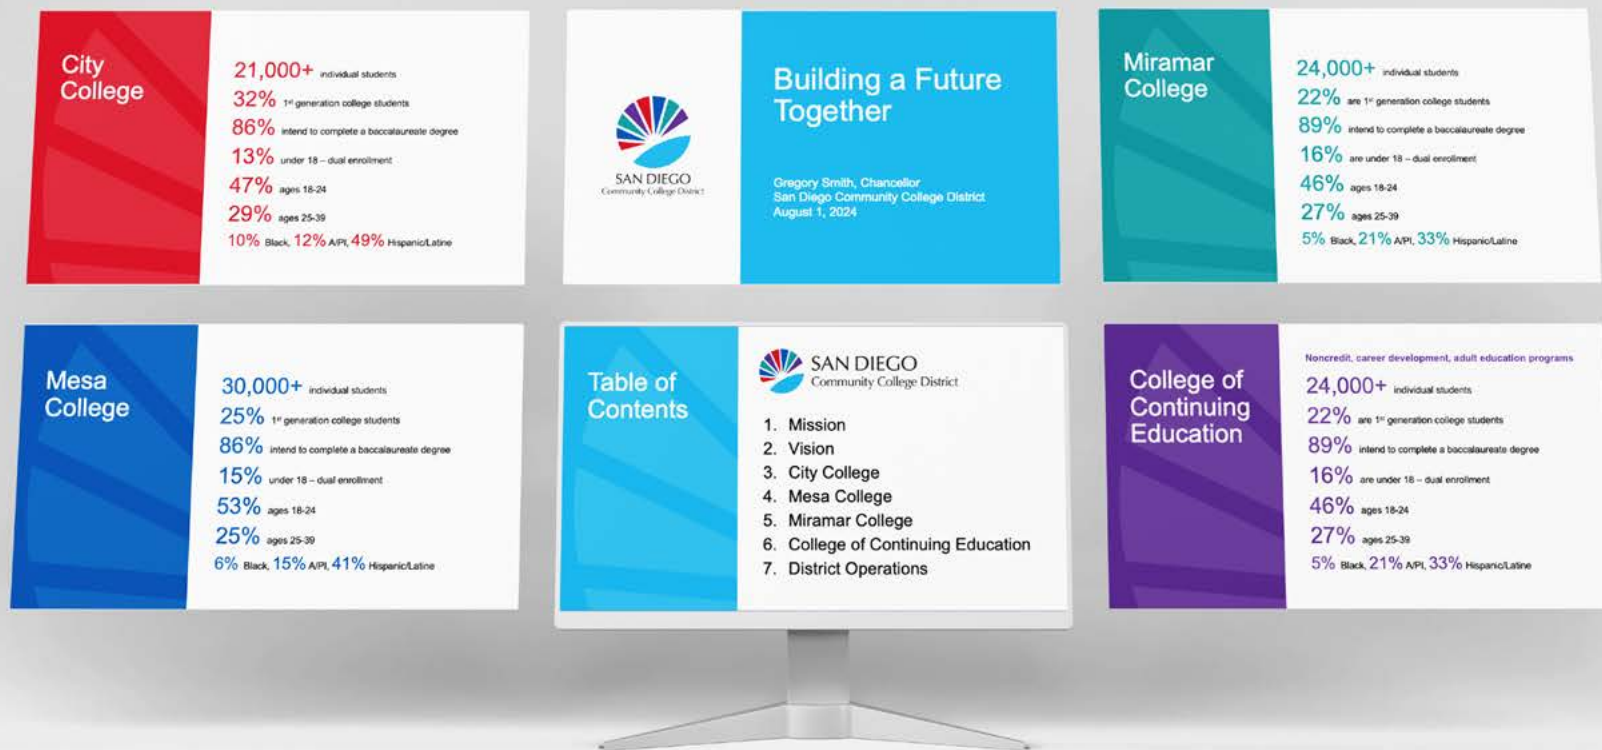 City
College
21,000+ individual students
32% 1st generation college students
86% intend to complete a baccalaureate degree
13% under 18 – dual enrollment
47% ages 18-24
29% ages 25-39
10% Black, 12% A/PI, 49% Hispanic/Latine
SAN DIEGO
Community College District
Building a Future
Together
Gregory Smith, Chancellor
San Diego Community College District
August 1, 2024
Miramar
College
24,000+ individual students
22% are 1st generation college students
89% intend to complete a baccalaureate degree
16% are under 18 – dual enrollment
46% ages 18-24
27% ages 25-39
5% Black, 21% A/PI, 33% Hispanic/Latine
Mesa
College
30,000+ individual students
25% 1st generation college students
86% intend to complete a baccalaureate degree
15% under 18 – dual enrollment
53% ages 18-24
25% ages 25-39
6% Black, 15% A/PI, 41% Hispanic/Latine
Table of
Contents
SAN DIEGO
Community College District
1. Mission
2. Vision
3. City College
4. Mesa College
5. Miramar College
6. College of Continuing Education
7. District Operations
College of
Continuing
Education
Noncredit, career development, adult education programs
24,000+ individual students
22% are 1st generation college students
89% intend to complete a baccalaureate degree
16% are under 18 – dual enrollment
46% ages 18-24
27% ages 25-39
5% Black, 21% A/PI, 33% Hispanic/Latine